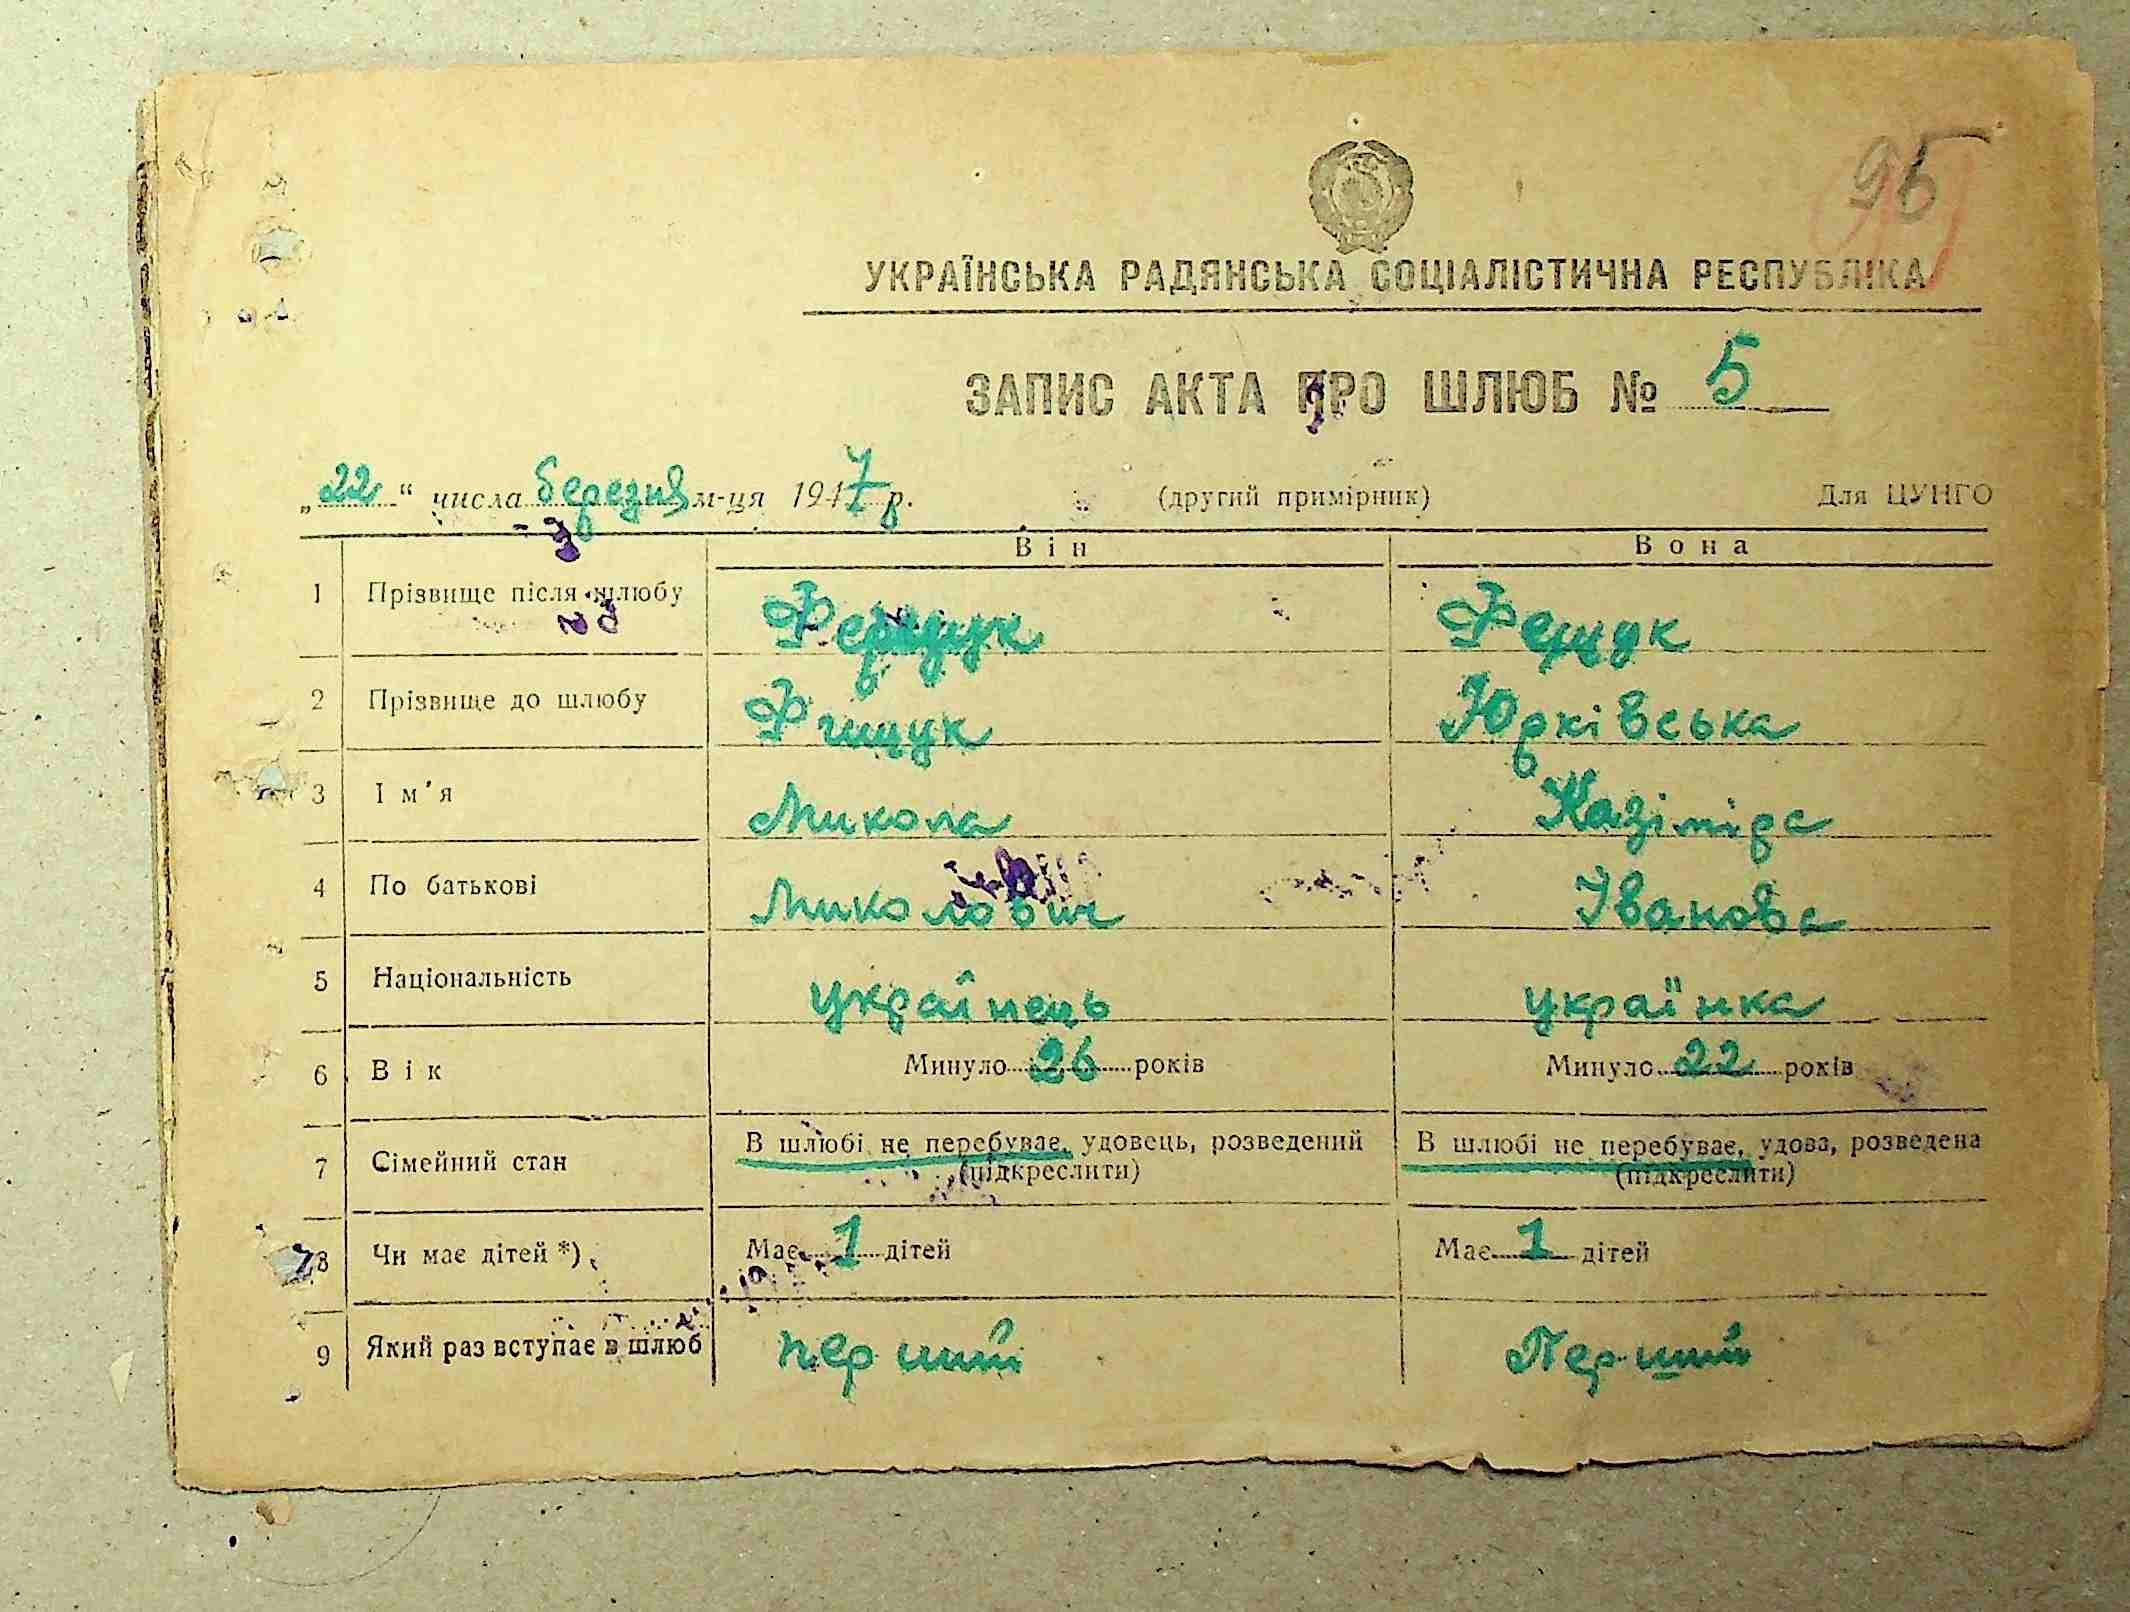 95
УКРАЇНСЬКА РАДЯНСЬКА СОЦІАЛІСТИЧНА РЕСПУБЛІКА
ЗАПИС АКТА ПРО ШЛЮБ № 5
„22“ числа березня м-ця 1947 р. (другий примірник) Для ЦУНГО
Він Вона
1 Прізвище після шлюбу Фещук
2 Прізвище до шлюбу Фищук Юрківська
3 Ім'я Микола Казіміра
4 По батькові Миколович Іванова
5 Національність українець українка
6 Вік Минуло 26 років Минуло 22 років
7 Сімейний стан В шлюбі не перебуває, удовець, розведений В шлюбі не перебуває, удова, розведена
(підкреслити) (підкреслити)
8 Чи має дітей *) Має 1 дітей Має 1 дітей
9 Який раз вступає в шлюб перший Перший